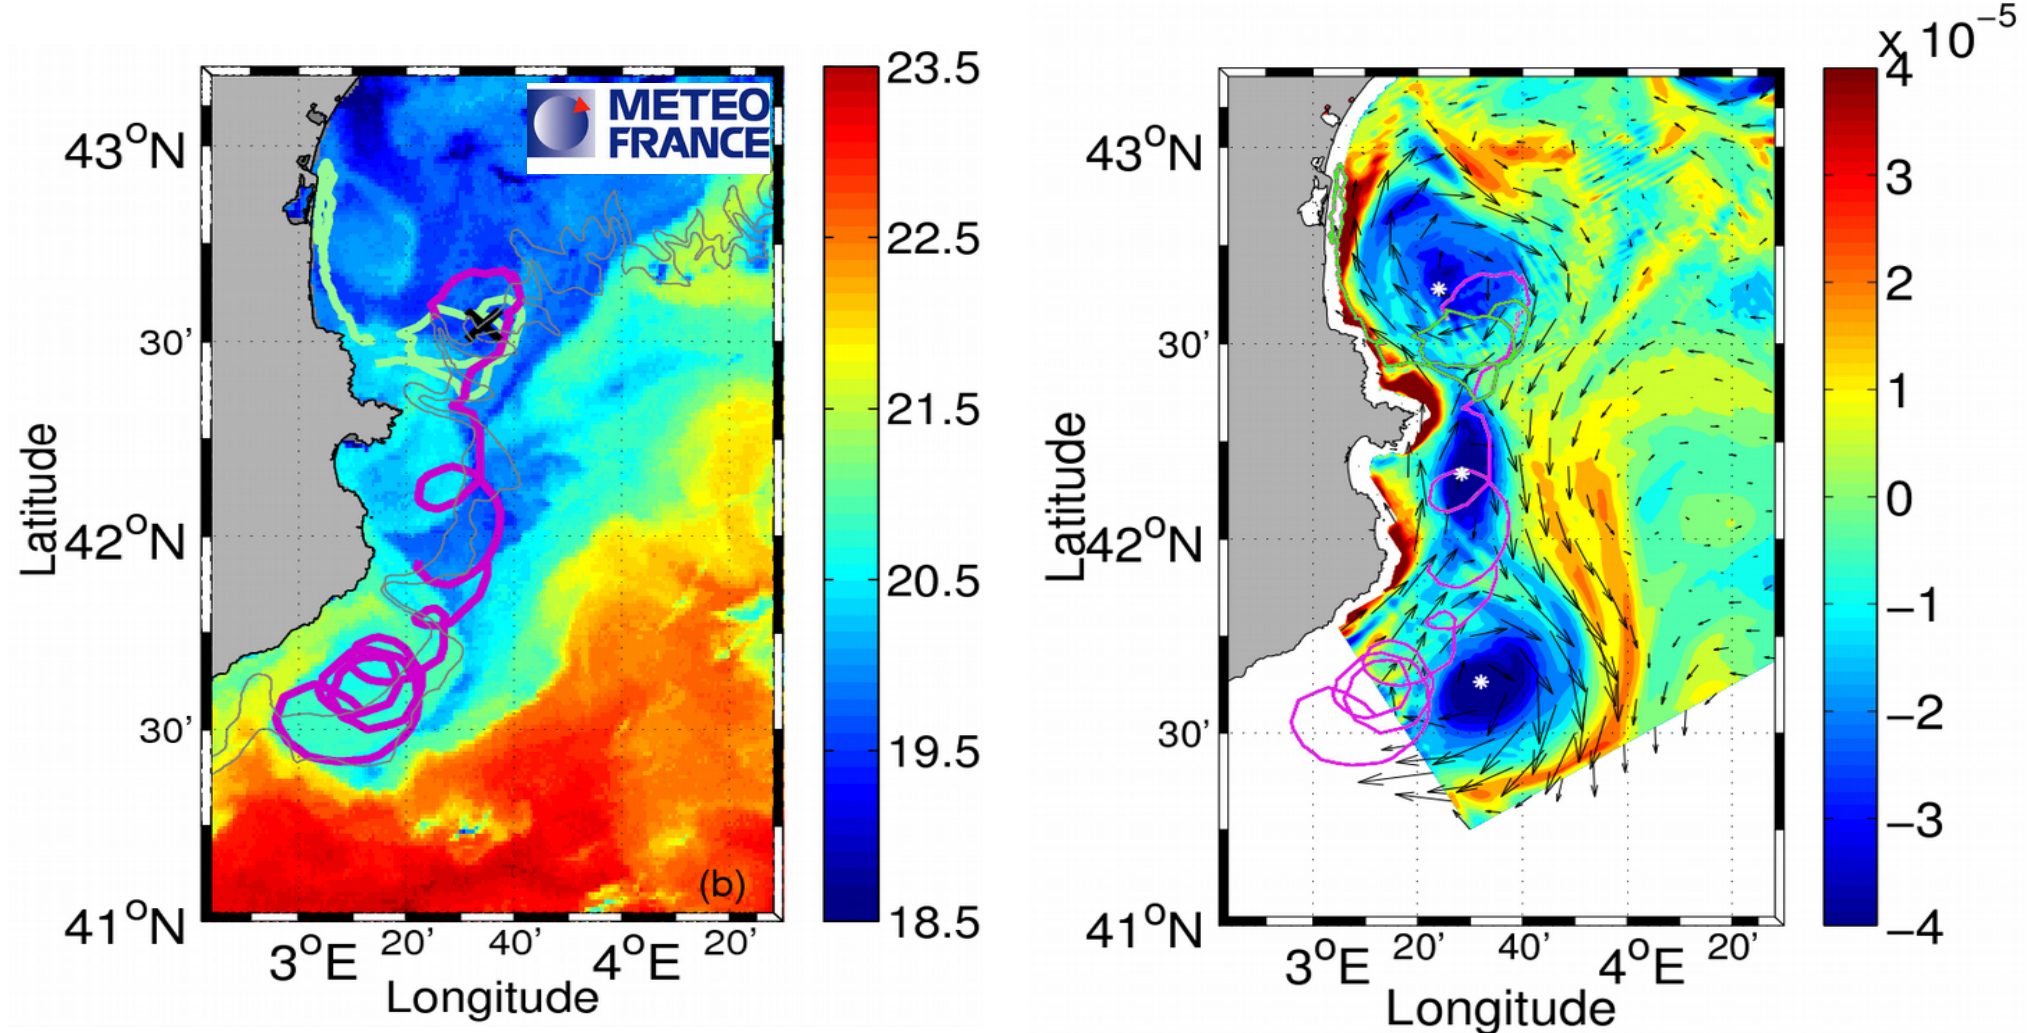 METEO
FRANCE
43°N
30'
42°N
30'
41°N
Latitude
3°E
20'
40'
4°E
20'
Longitude
(b)
23.5
22.5
21.5
20.5
19.5
18.5
43°N
30'
42°N
30'
41°N
Latitude
3°E
20'
40'
4°E
20'
Longitude
x 10⁻⁵
4
3
2
1
0
−1
−2
−3
−4